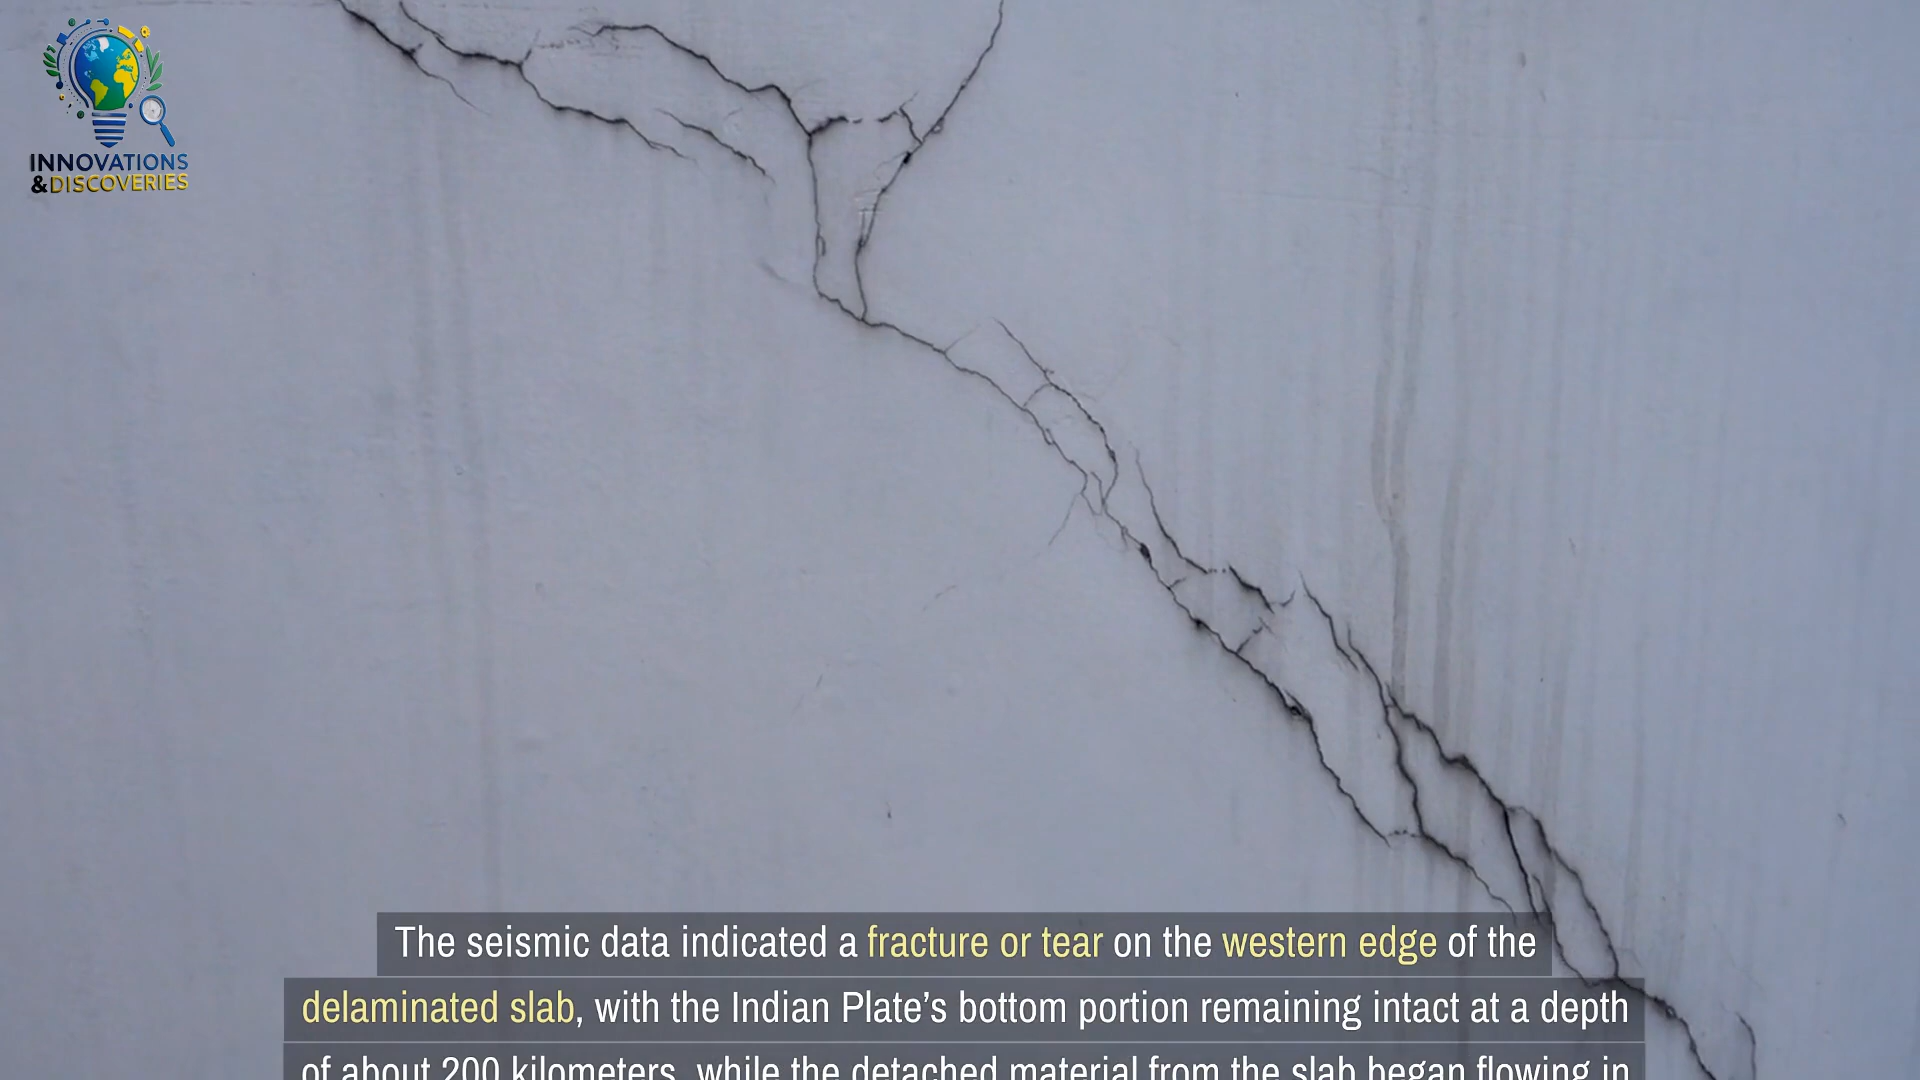 INNOVATIONS
&DISCOVERIES
The seismic data indicated a fracture or tear on the western edge of the
delaminated slab, with the Indian Plate’s bottom portion remaining intact at a depth
of about 200 kilometers, while the detached material from the slab began flowing in